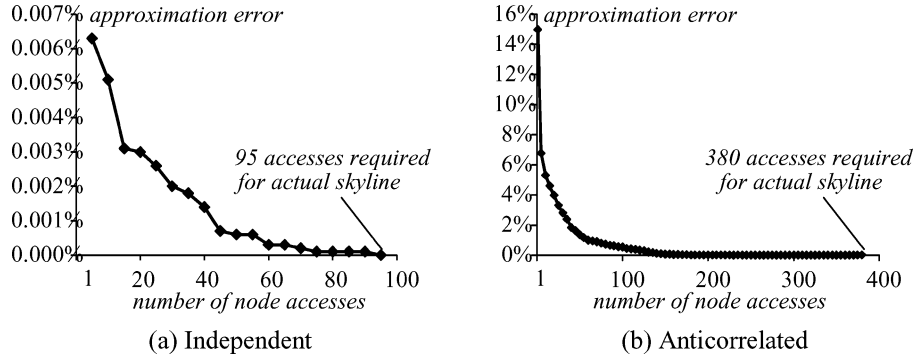 approximation error
0.007%
0.006%
0.005%
0.004%
0.003%
0.002%
0.001%
0.000%
95 accesses required
for actual skyline
1 20 40 60 80 100
number of node accesses
(a) Independent
approximation error
16%
14%
12%
10%
8%
6%
4%
2%
0%
380 accesses required
for actual skyline
1 100 200 300 400
number of node accesses
(b) Anticorrelated